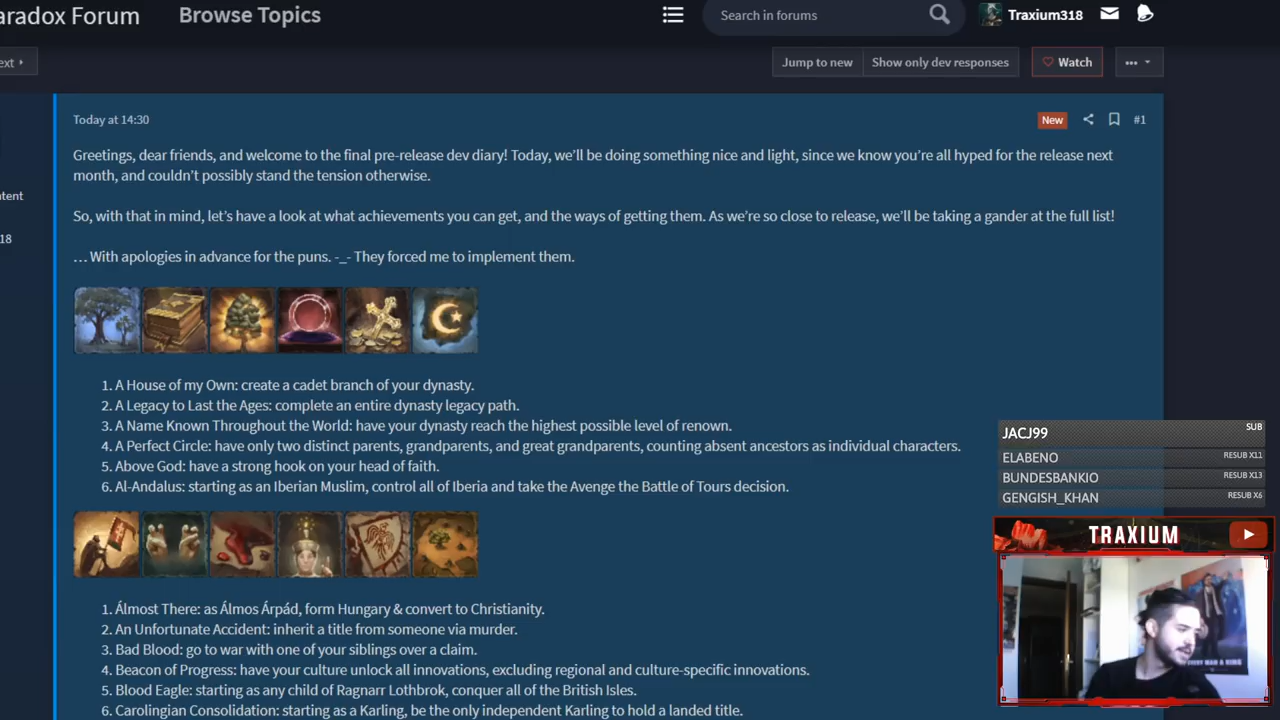 aradox Forum
Browse Topics
Search in forums
Traxium318
ext
Jump to new
Show only dev responses
Watch
Today at 14:30
New
#1
Greetings, dear friends, and welcome to the final pre-release dev diary! Today, we'll be doing something nice and light, since we know you're all hyped for the release next
month, and couldn't possibly stand the tension otherwise.
ntent
So, with that in mind, let's have a look at what achievements you can get, and the ways of getting them. As we're so close to release, we'll be taking a gander at the full list!
18
… With apologies in advance for the puns. -_- They forced me to implement them.
1. A House of my Own: create a cadet branch of your dynasty.
2. A Legacy to Last the Ages: complete an entire dynasty legacy path.
3. A Name Known Throughout the World: have your dynasty reach the highest possible level of renown.
4. A Perfect Circle: have only two distinct parents, grandparents, and great grandparents, counting absent ancestors as individual characters.
5. Above God: have a strong hook on your head of faith.
6. Al-Andalus: starting as an Iberian Muslim, control all of Iberia and take the Avenge the Battle of Tours decision.
JACJ99 SUB
ELABENO RESUB X11
BUNDESBANKIO RESUB X13
GENGISH_KHAN RESUB X6
TRAXIUM
EVERY MAN A KING
1. Álmost There: as Álmos Árpád, form Hungary & convert to Christianity.
2. An Unfortunate Accident: inherit a title from someone via murder.
3. Bad Blood: go to war with one of your siblings over a claim.
4. Beacon of Progress: have your culture unlock all innovations, excluding regional and culture-specific innovations.
5. Blood Eagle: starting as any child of Ragnarr Lothbrok, conquer all of the British Isles.
6. Carolingian Consolidation: starting as a Karling, be the only independent Karling to hold a landed title.